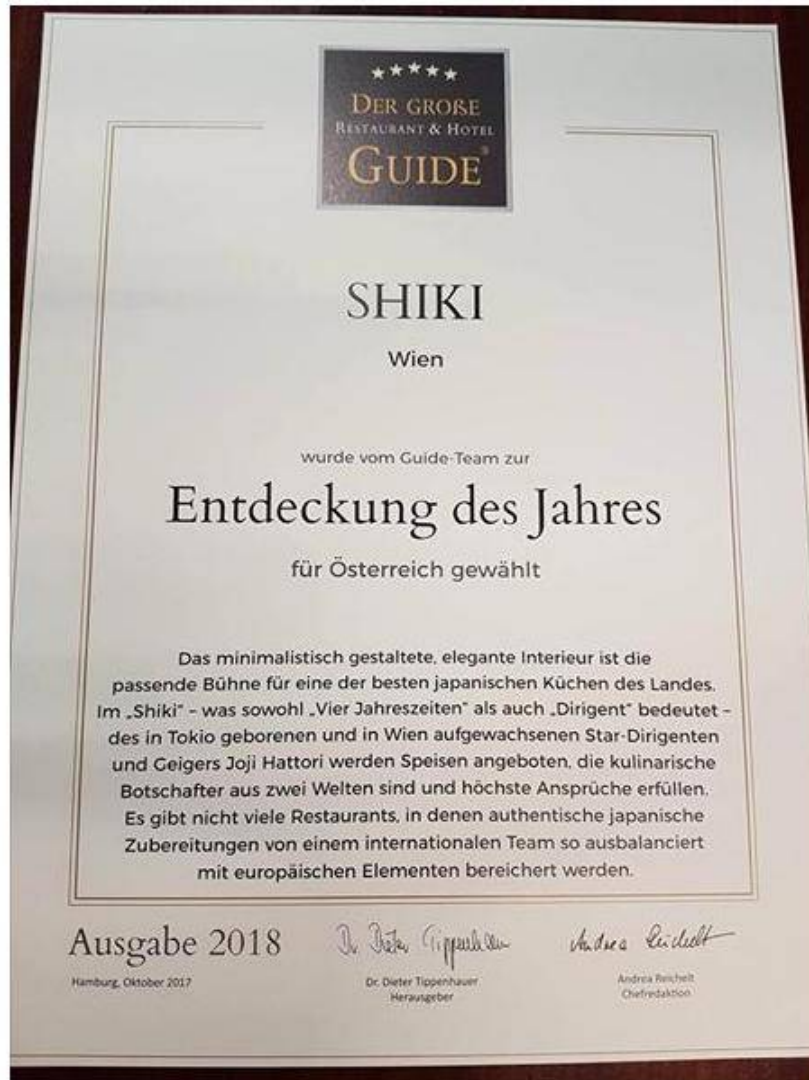 DER GROßE
RESTAURANT & HOTEL
GUIDE®
SHIKI
Wien
wurde vom Guide-Team zur
Entdeckung des Jahres
für Österreich gewählt
Das minimalistisch gestaltete, elegante Interieur ist die
passende Bühne für eine der besten japanischen Küchen des Landes.
Im „Shiki“ – was sowohl „Vier Jahreszeiten“ als auch „Dirigent“ bedeutet –
des in Tokio geborenen und in Wien aufgewachsenen Star-Dirigenten
und Geigers Joji Hattori werden Speisen angeboten, die kulinarische
Botschafter aus zwei Welten sind und höchste Ansprüche erfüllen.
Es gibt nicht viele Restaurants, in denen authentische japanische
Zubereitungen von einem internationalen Team so ausbalanciert
mit europäischen Elementen bereichert werden.
Ausgabe 2018
Hamburg, Oktober 2017
Dr. Dieter Tippenhauer
Dr. Dieter Tippenhauer
Herausgeber
Andrea Reichelt
Andrea Reichelt
Chefredaktion